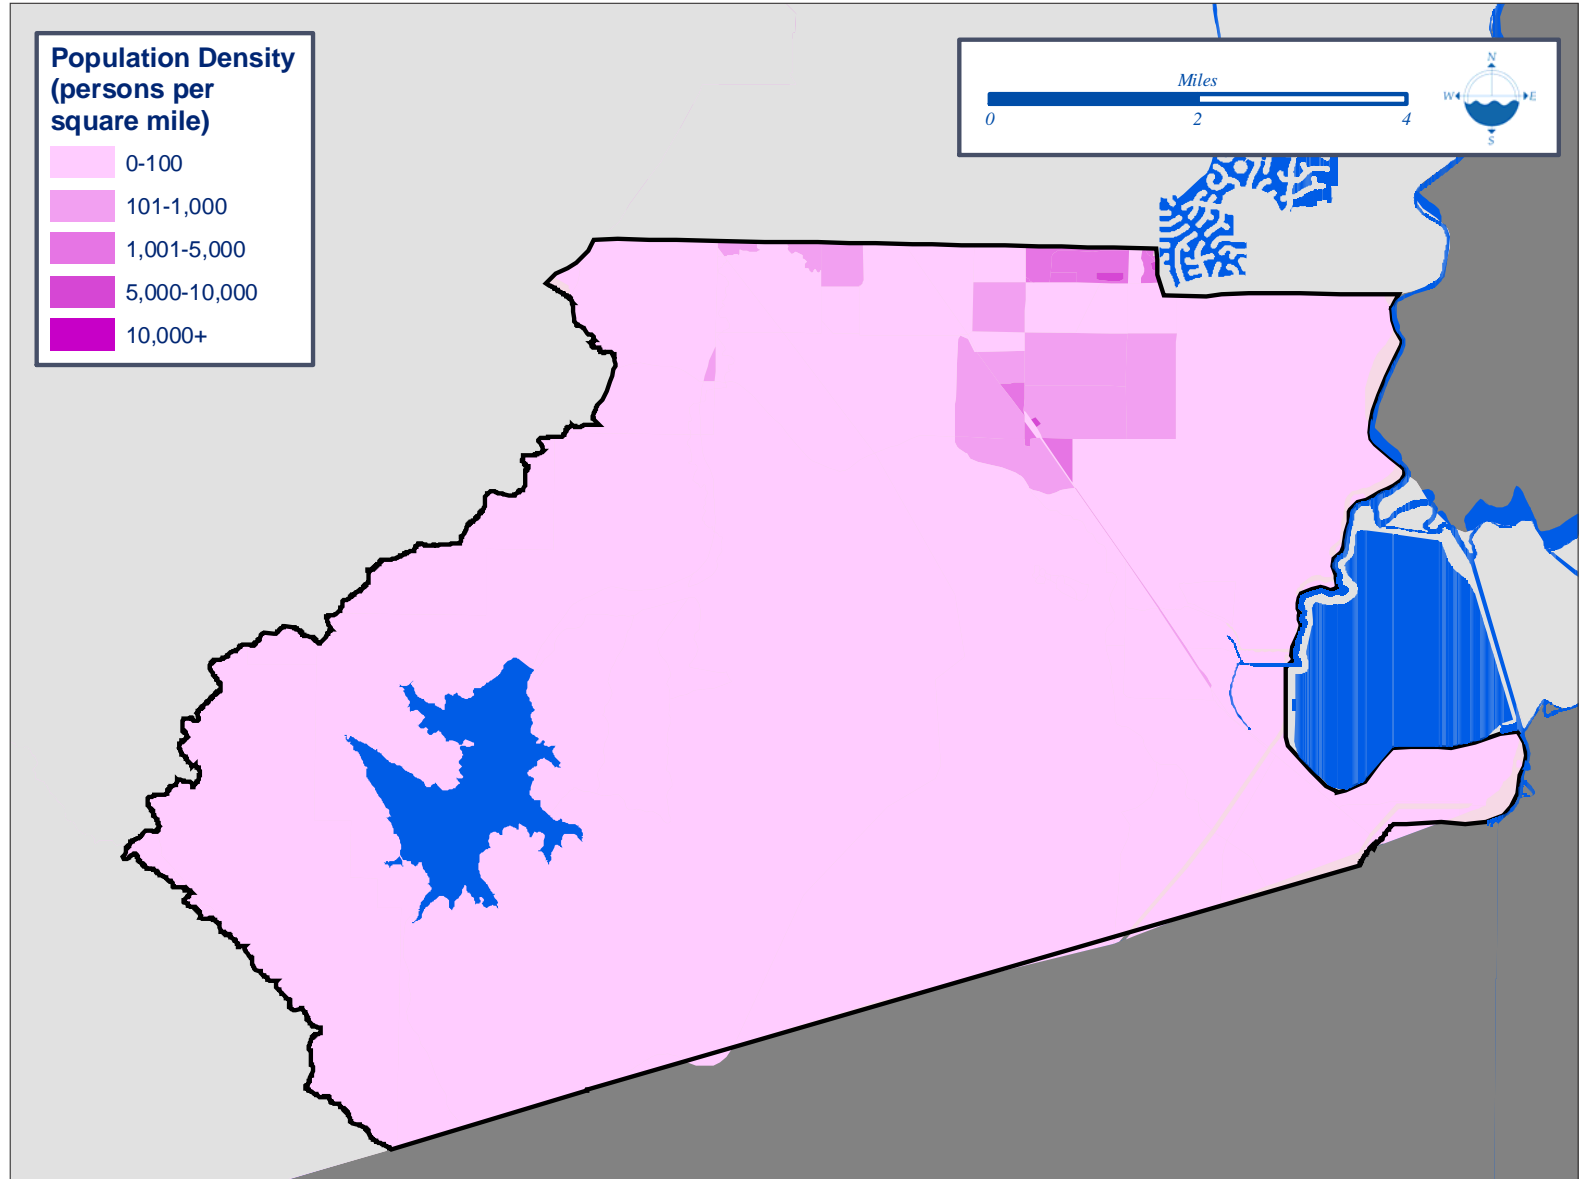 Population Density
(persons per
square mile)
0-100
101-1,000
1,001-5,000
5,000-10,000
10,000+
Miles
0 2 4
N
W E
S